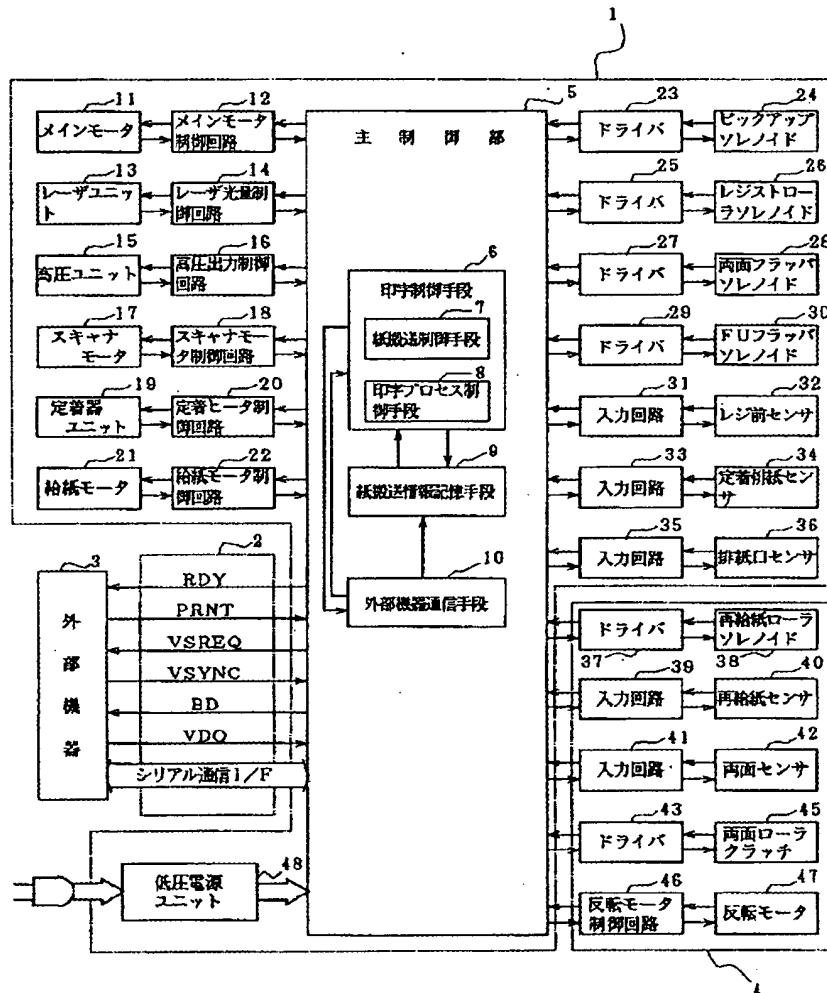 1
11
メインモータ
12
メインモータ
制御回路
13
レーザユニッ
ト
14
レーザ光量制
御回路
15
高圧ユニット
16
高圧出力制御
回路
17
スキャナ
モータ
18
スキャナモー
タ制御回路
19
定着器
ユニット
20
定着ヒータ制
御回路
21
給紙モータ
22
給紙モータ制
御回路
5
主制御部
6
印字制御手段
7
紙搬送制御手段
8
印字プロセス制
御手段
9
紙搬送情報記憶手段
10
外部機器通信手段
23
ドライバ
24
ピックアップ
ソレノイド
25
ドライバ
26
レジストロー
ラソレノイド
27
ドライバ
28
両面フラッパ
ソレノイド
29
ドライバ
30
FUフラッパ
ソレノイド
31
入力回路
32
レジ前センサ
33
入力回路
34
定着排紙セン
サ
35
入力回路
36
排紙口センサ
ドライバ
37
再給紙ローラ
ソレノイド
38
39
入力回路
40
再給紙センサ
41
入力回路
42
両面センサ
43
ドライバ
45
両面ローラ
クラッチ
46
反転モータ
制御回路
47
反転モータ
4
2
3
外部機器
RDY
PRNT
VSREQ
VSYNC
BD
VDO
シリアル通信I/F
48
低圧電源
ユニット